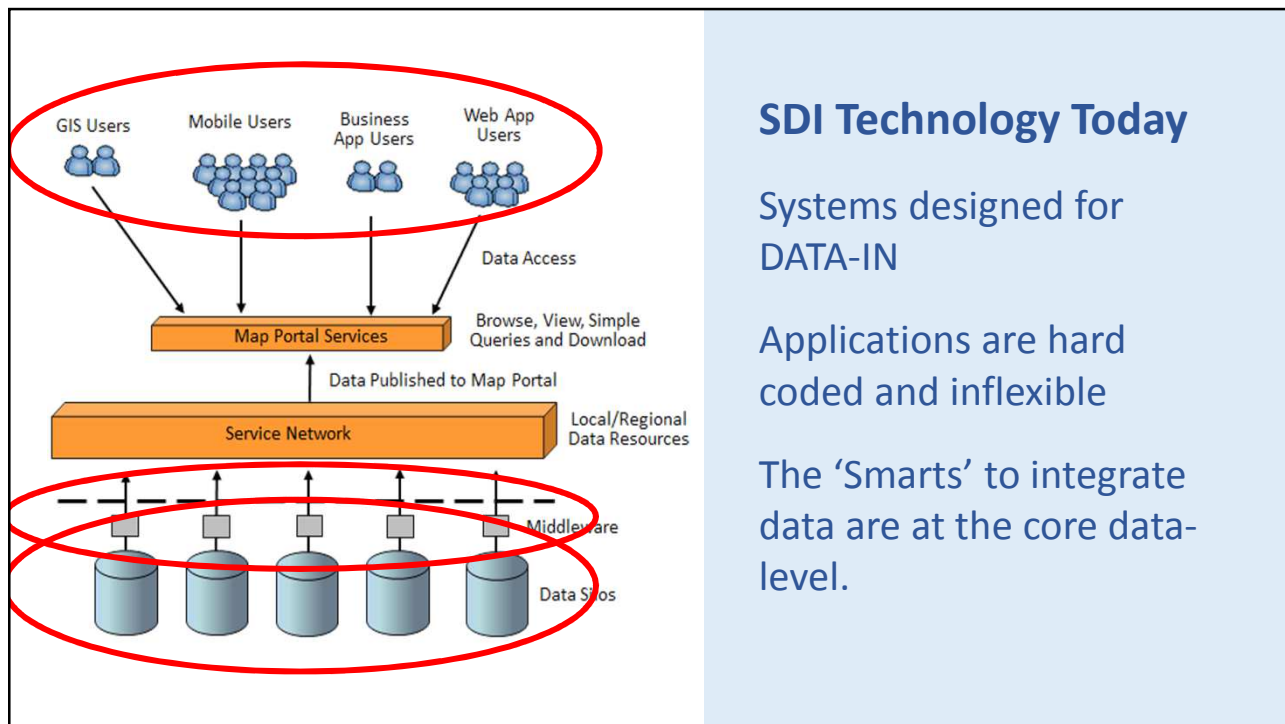 GIS Users
Mobile Users
Business
App Users
Web App
Users
Data Access
Map Portal Services
Browse, View, Simple
Queries and Download
Data Published to Map Portal
Service Network
Local/Regional
Data Resources
Middleware
Data Silos
SDI Technology Today
Systems designed for
DATA-IN
Applications are hard
coded and inflexible
The ‘Smarts’ to integrate
data are at the core data-
level.